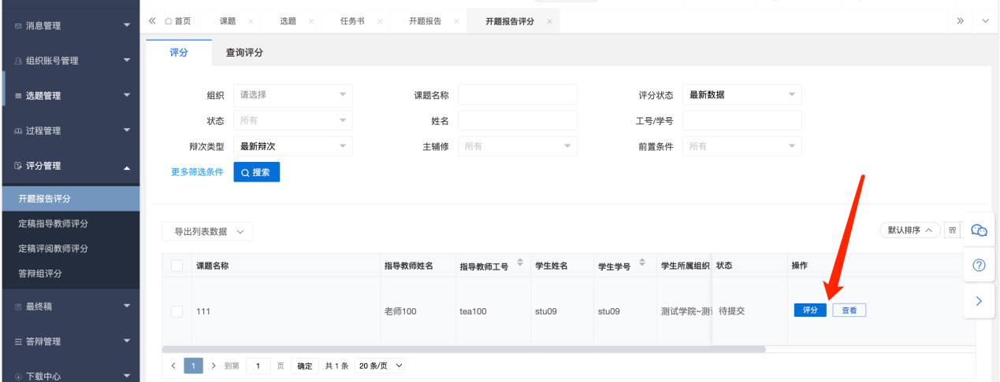 消息管理
组织账号管理
选题管理
过程管理
评分管理
开题报告评分
定稿指导教师评分
定稿评阅教师评分
答辩组评分
最终稿
答辩管理
下载中心
首页 课题 选题 任务书 开题报告 开题报告评分
评分 查询评分
组织 请选择 课题名称 评分状态 最新数据
状态 所有 姓名 工号/学号
辩次类型 最新辩次 主辅修 所有 前置条件 所有
更多筛选条件 搜索
导出列表数据 默认排序
课题名称 指导教师姓名 指导教师工号 学生姓名 学生学号 学生所属组织 状态 操作
111 老师100 tea100 stu09 stu09 测试学院~测 待提交 评分 查看
1 到第 1 页 确定 共 1 条 20 条/页